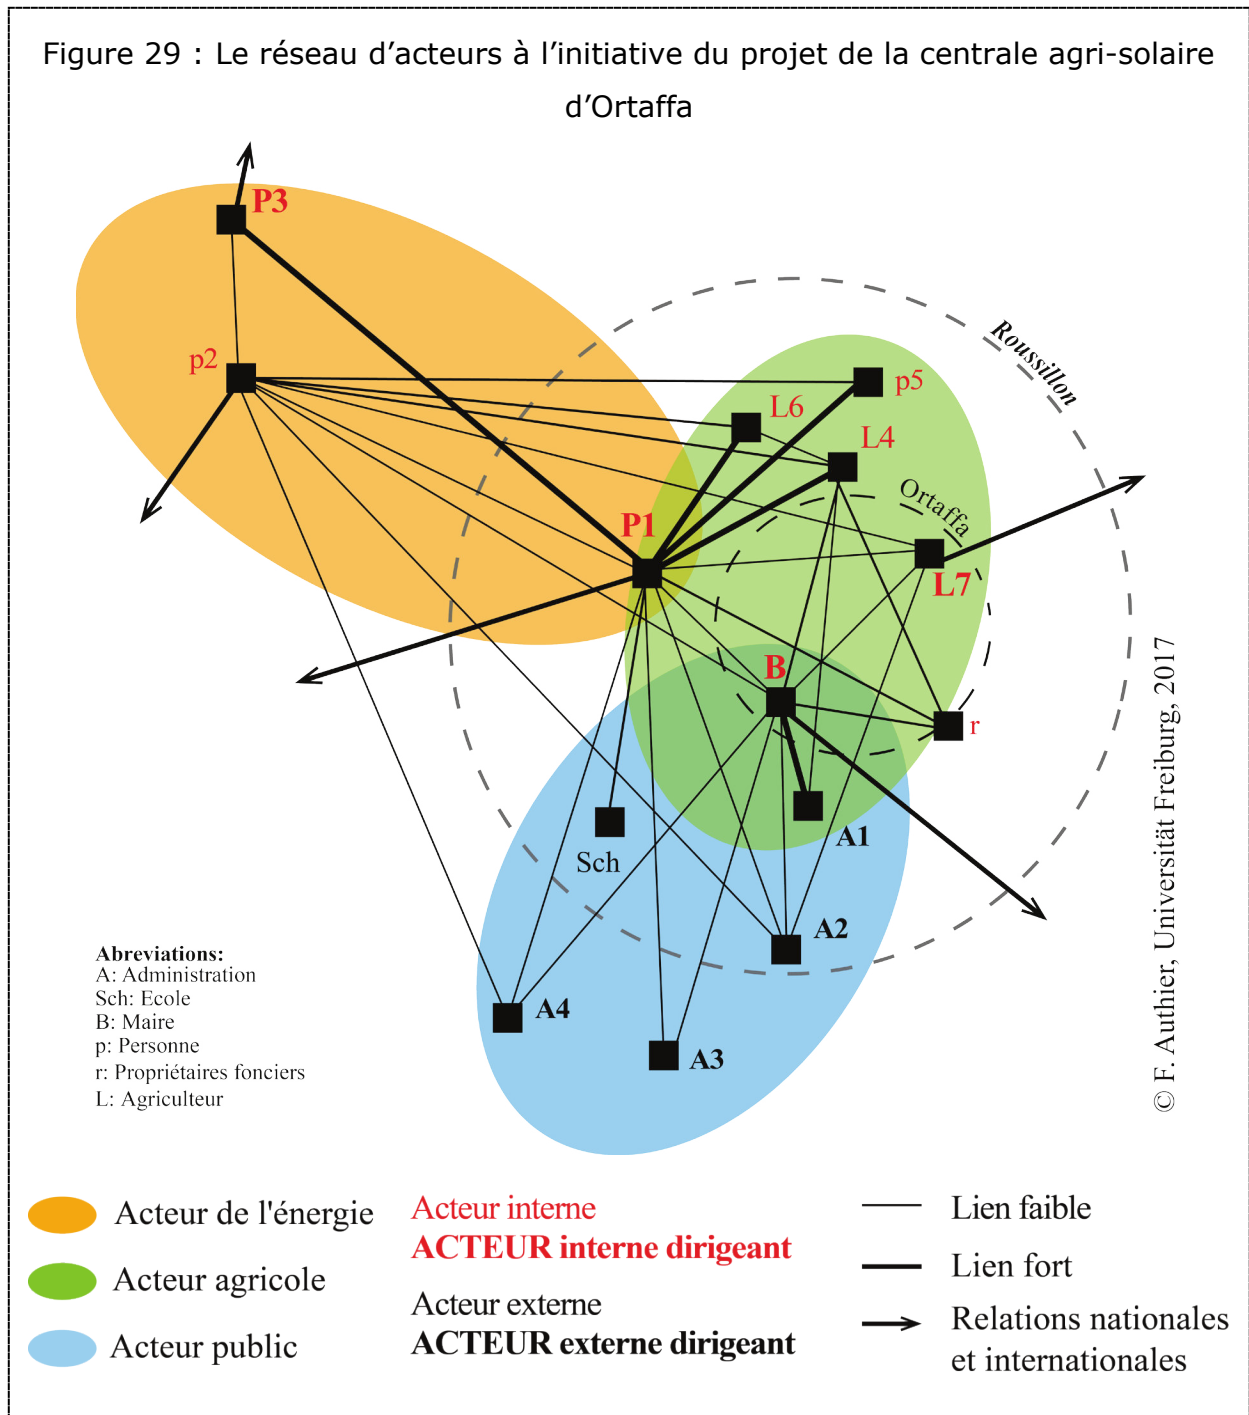 Figure 29 : Le réseau d’acteurs à l’initiative du projet de la centrale agri-solaire
d’Ortaffa
P3
p2
Roussillon
p5
L6
L4
Ortaffa
P1
L7
B
r
A1
Sch
A2
A4
A3
© F. Authier, Universität Freiburg, 2017
Abreviations:
A: Administration
Sch: Ecole
B: Maire
p: Personne
r: Propriétaires fonciers
L: Agriculteur
Acteur de l'énergie
Acteur agricole
Acteur public
Acteur interne
ACTEUR interne dirigeant
Acteur externe
ACTEUR externe dirigeant
Lien faible
Lien fort
Relations nationales
et internationales